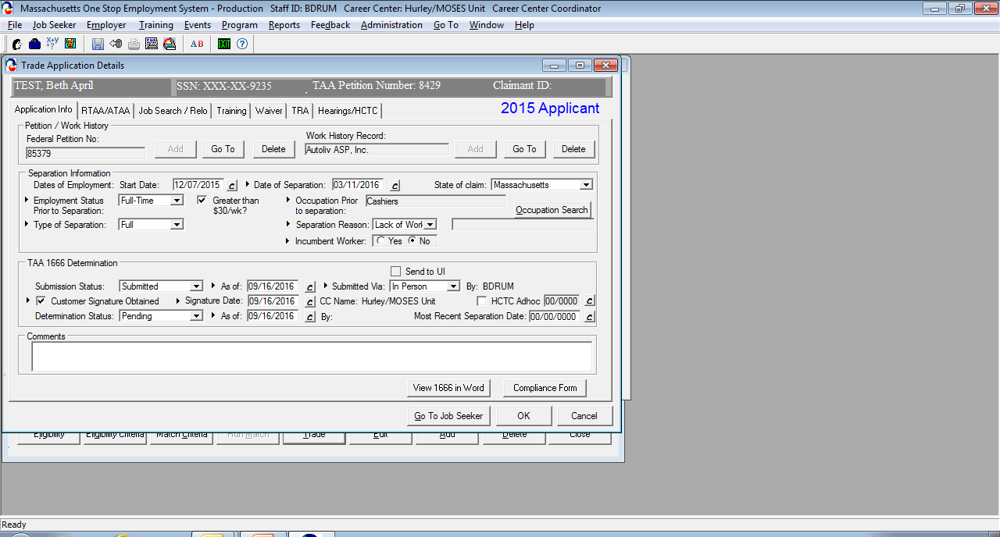 Massachusetts One Stop Employment System - Production   Staff ID: BDRUM   Career Center: Hurley/MOSES Unit   Career Center Coordinator
File   Job Seeker   Employer   Training   Events   Program   Reports   Feedback   Administration   Go To   Window   Help
X+Y =? A B EXIT ?
Trade Application Details
TEST, Beth April   SSN: XXX-XX-9235   .   TAA Petition Number: 8429   Claimant ID:
Application Info   RTAA/ATAA   Job Search / Relo   Training   Waiver   TRA   Hearings/HCTC   2015 Applicant
Petition / Work History
Federal Petition No:   Work History Record:
85379   Add   Go To   Delete   Autoliv ASP, Inc.   Add   Go To   Delete
Separation Information
Dates of Employment:   Start Date:   12/07/2015   c   Date of Separation:   03/11/2016   c   State of claim:   Massachusetts
Employment Status Prior to Separation:   Full-Time   Greater than $30/wk?   Occupation Prior to separation:   Cashiers   Occupation Search
Type of Separation:   Full   Separation Reason:   Lack of Work
Incumbent Worker:   Yes   No
TAA 1666 Determination
Send to UI
Submission Status:   Submitted   As of:   09/16/2016   c   Submitted Via:   In Person   By:   BDRUM
Customer Signature Obtained   Signature Date:   09/16/2016   c   CC Name:   Hurley/MOSES Unit   HCTC Adhoc   00/0000   c
Determination Status:   Pending   As of:   09/16/2016   c   By:   Most Recent Separation Date:   00/00/0000   c
Comments
View 1666 in Word   Compliance Form
Go To Job Seeker   OK   Cancel
Eligibility   Eligibility Criteria   Match Criteria   Run Match   Trade   Edit   Add   Delete   Close
Ready